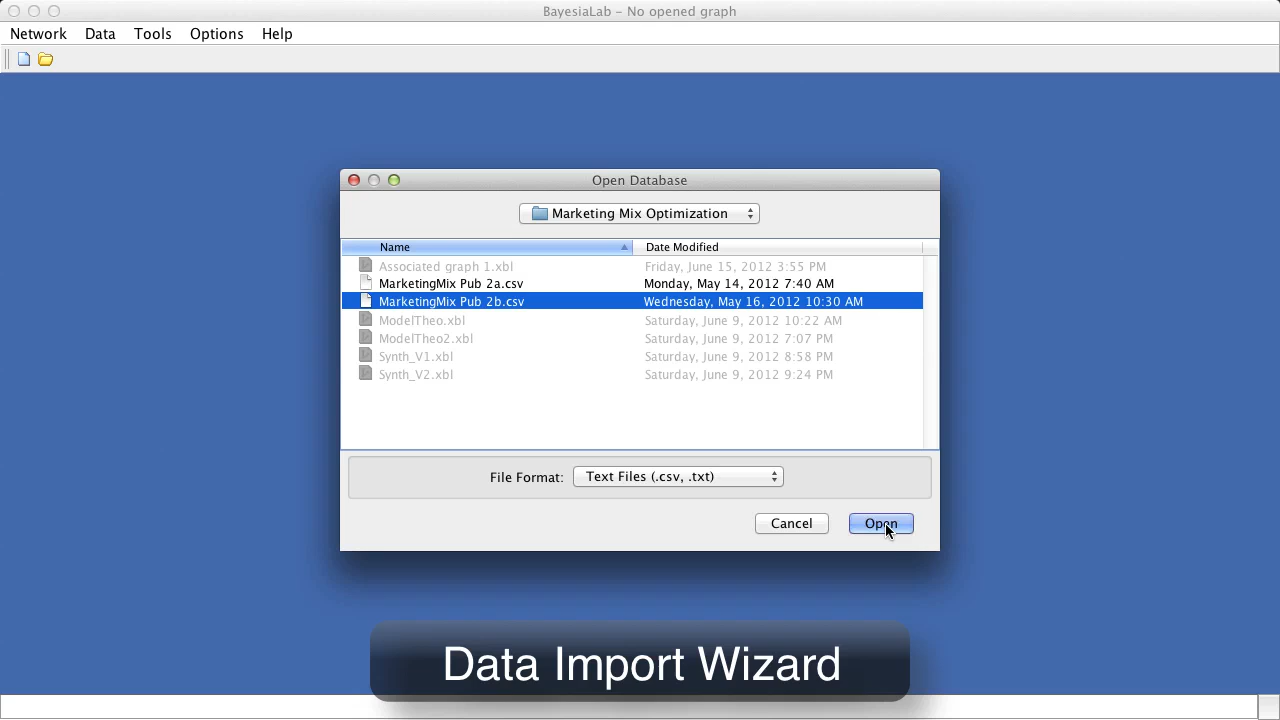 BayesiaLab – No opened graph
Network Data Tools Options Help
Open Database
Marketing Mix Optimization
Name Date Modified
Associated graph 1.xbl Friday, June 15, 2012 3:55 PM
MarketingMix Pub 2a.csv Monday, May 14, 2012 7:40 AM
MarketingMix Pub 2b.csv Wednesday, May 16, 2012 10:30 AM
ModelTheo.xbl Saturday, June 9, 2012 10:22 AM
ModelTheo2.xbl Saturday, June 9, 2012 7:07 PM
Synth_V1.xbl Saturday, June 9, 2012 8:58 PM
Synth_V2.xbl Saturday, June 9, 2012 9:24 PM
File Format: Text Files (.csv, .txt)
Cancel Open
Data Import Wizard